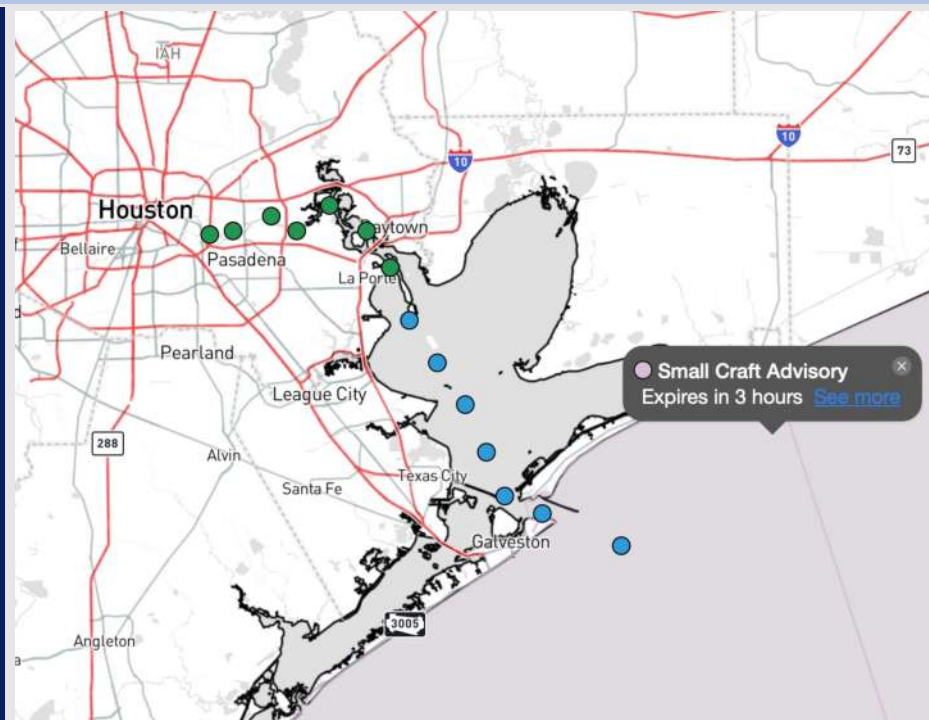 IAH
10
73
10
Houston
aytown
Bellaire
Pasadena
La Porte
Pearland
Small Craft Advisory
Expires in 3 hours See more
League City
288
Alvin
Texas City
Santa Fe
Galveston
3005
Angleton